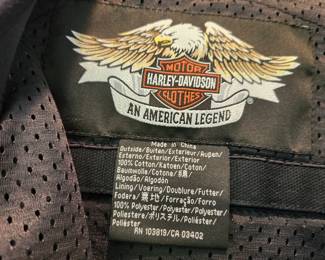 MOTOR
HARLEY-DAVIDSON
CLOTHES
AN AMERICAN LEGEND
Made in China
Outside/Buiten/Exterieur/Außen/
Esterno/Exterior/Exterior
100% Cotton/Katoen/Coton/
Baumwolle/Cotone/綿/
Algodón/Algodão
Lining/Voering/Doublure/Futter/
Fodera/裏地/Forração/Forro
100% Polyester/Polyester/Polyester/
Poliestere/ポリエステル/Polyester/
Poliéster
RN 103819/CA 03402